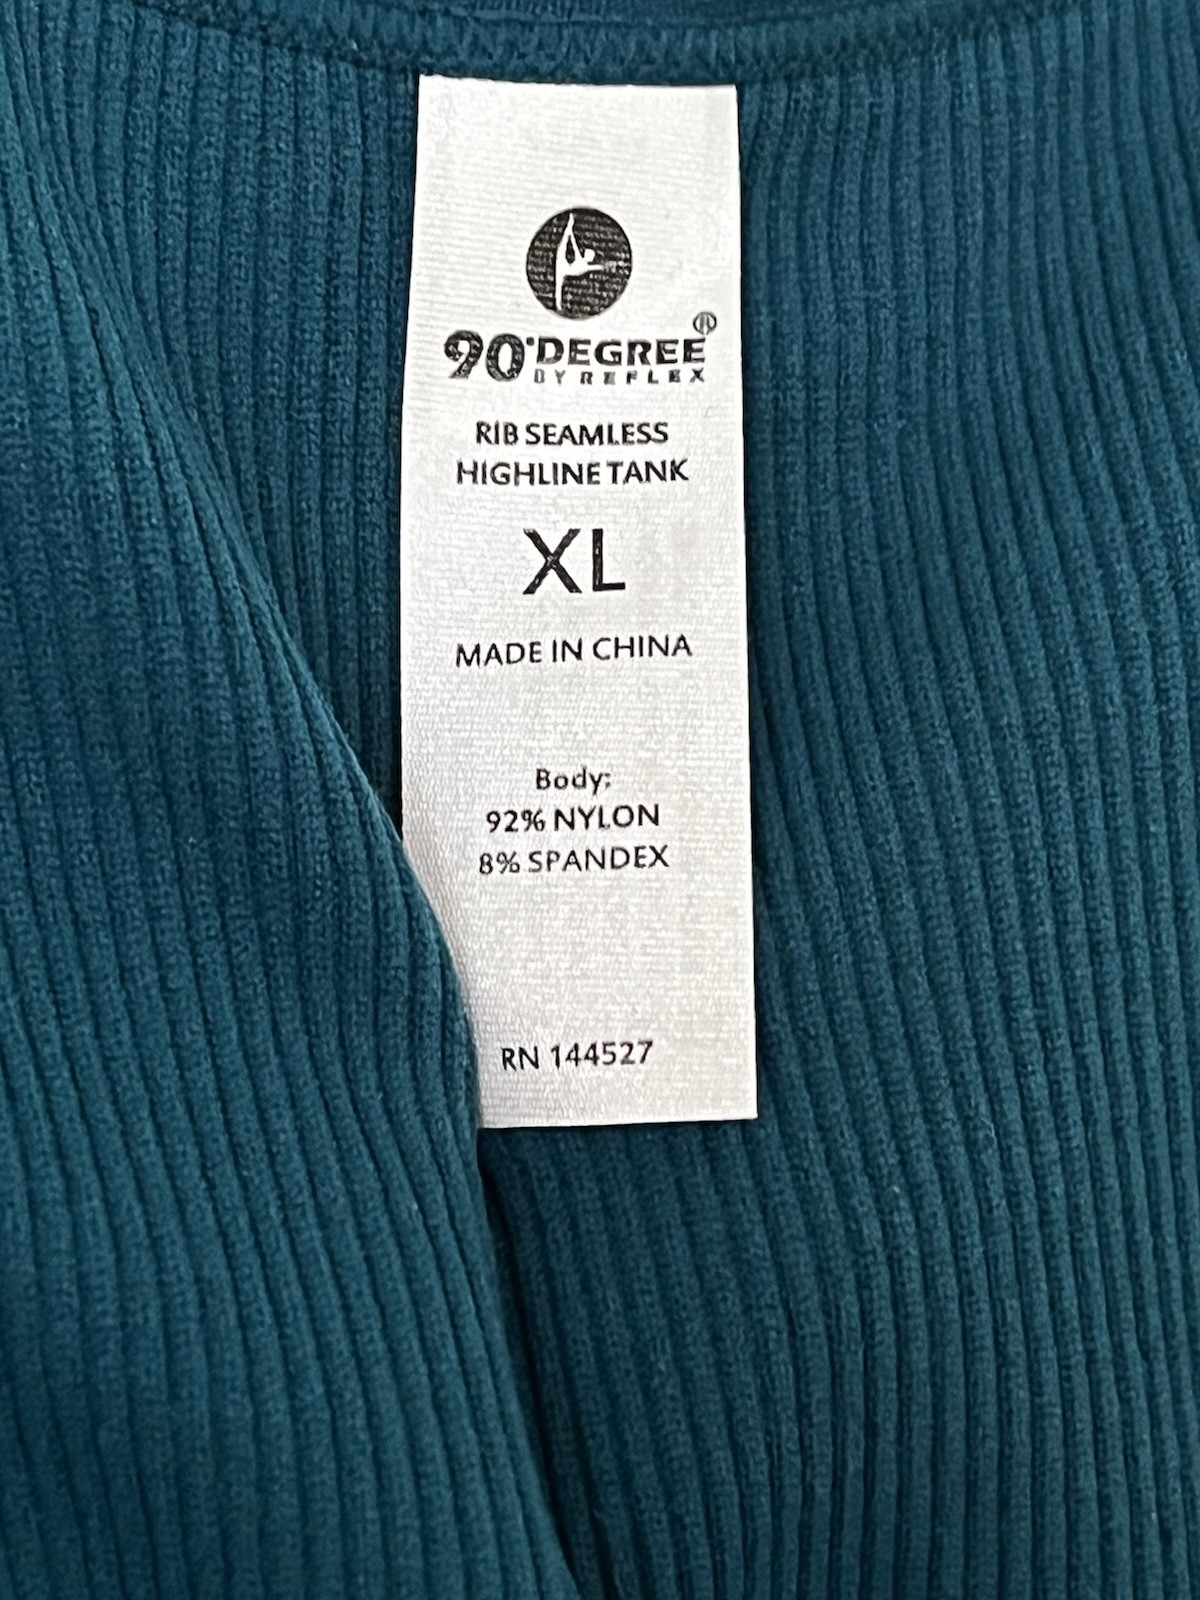 90°DEGREE®
BY REFLEX
RIB SEAMLESS
HIGHLINE TANK
XL
MADE IN CHINA
Body:
92% NYLON
8% SPANDEX
RN 144527